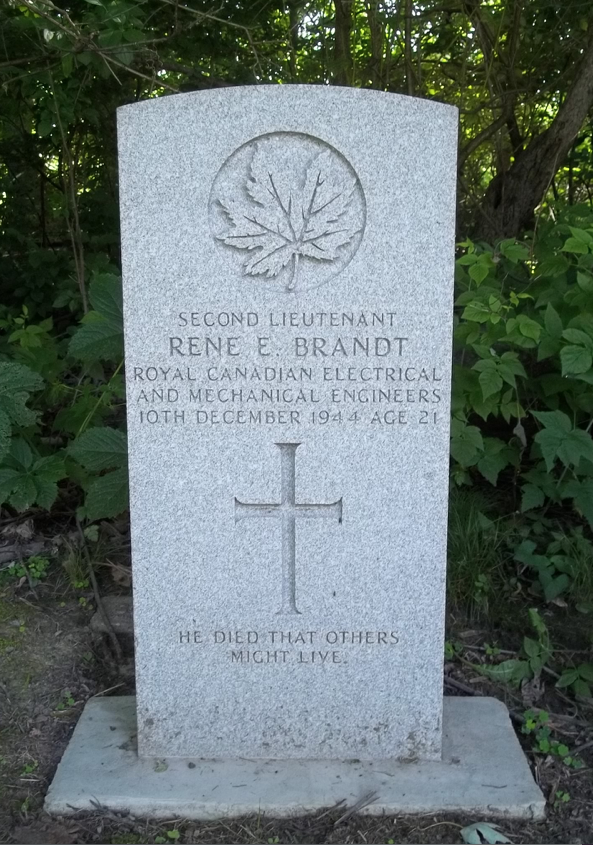 SECOND LIEUTENANT
RENE E. BRANDT
ROYAL CANADIAN ELECTRICAL
AND MECHANICAL ENGINEERS
10TH DECEMBER 1944 AGE 21
HE DIED THAT OTHERS
MIGHT LIVE.